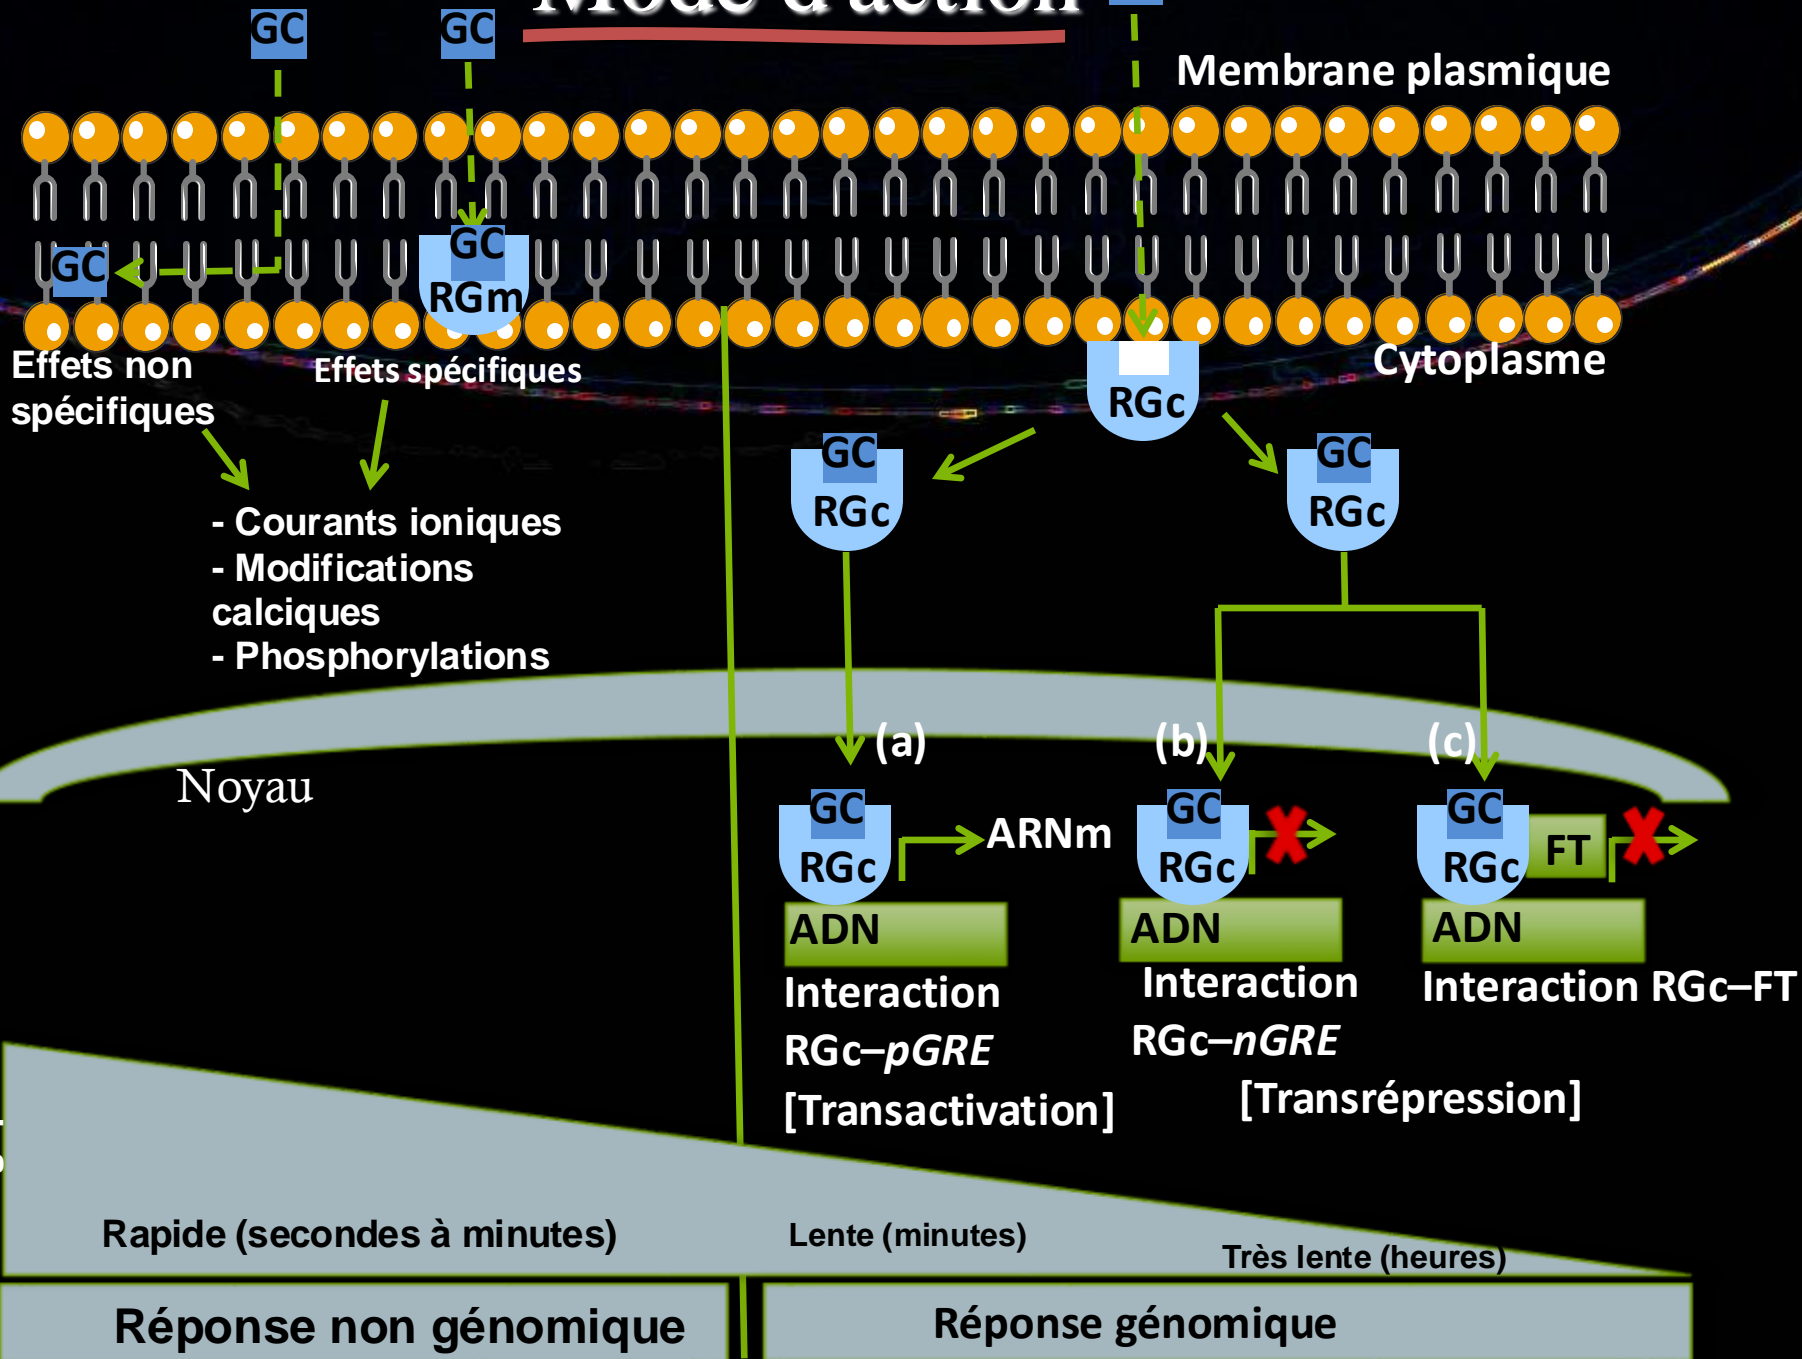 Mode d'action
GC
GC
Membrane plasmique
GC
GC
RGm
Effets non
spécifiques
Effets spécifiques
Cytoplasme
RGc
GC
RGc
GC
RGc
- Courants ioniques
- Modifications
calciques
- Phosphorylations
Noyau
(a)
(b)
(c)
GC
RGc
ARNm
GC
RGc
GC
RGc
FT
ADN
ADN
ADN
Interaction
RGc–pGRE
[Transactivation]
Interaction
RGc–nGRE
Interaction RGc–FT
[Transrépression]
Rapide (secondes à minutes)
Lente (minutes)
Très lente (heures)
Réponse non génomique
Réponse génomique